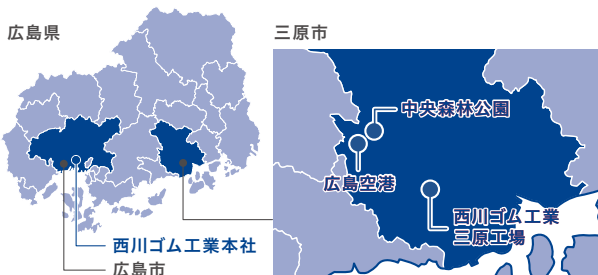 広島県
西川ゴム工業本社
広島市
三原市
中央森林公園
広島空港
西川ゴム工業
三原工場